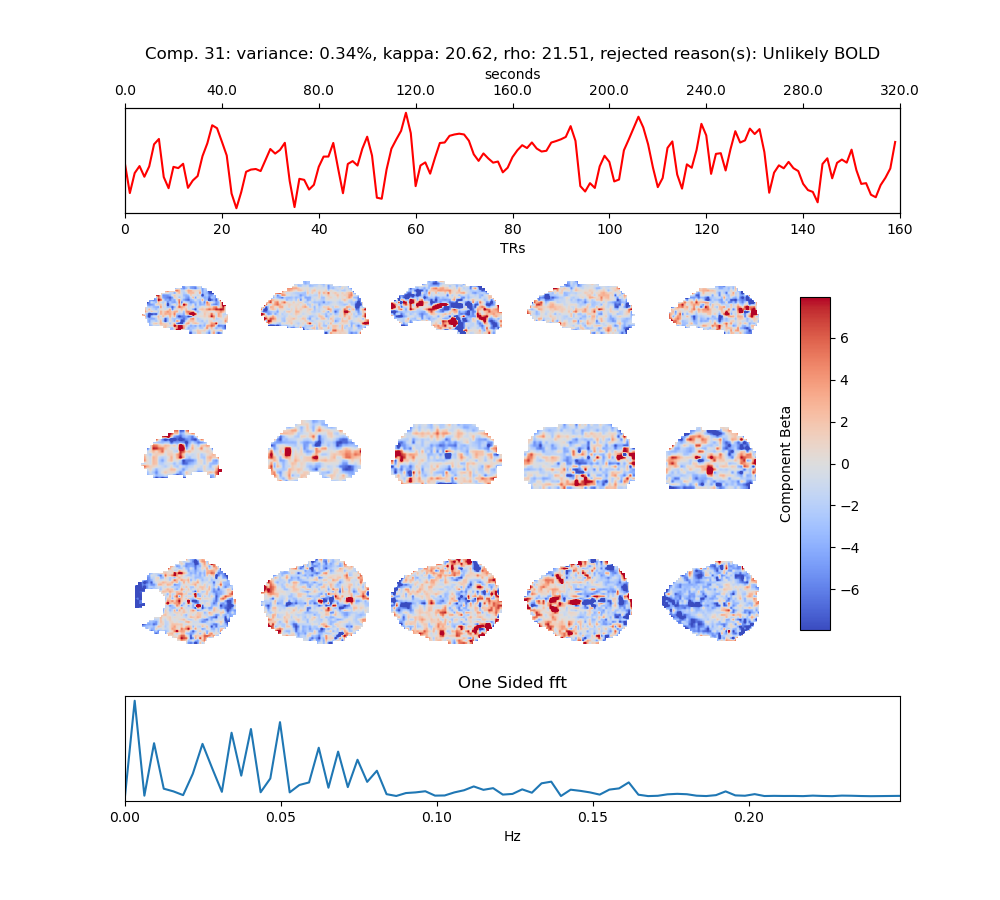 Comp. 31: variance: 0.34%, kappa: 20.62, rho: 21.51, rejected reason(s): Unlikely BOLD
seconds
0.0 40.0 80.0 120.0 160.0 200.0 240.0 280.0 320.0
0 20 40 60 80 100 120 140 160
TRs
6
4
2
0
−2
−4
−6
Component Beta
One Sided fft
0.00 0.05 0.10 0.15 0.20
Hz